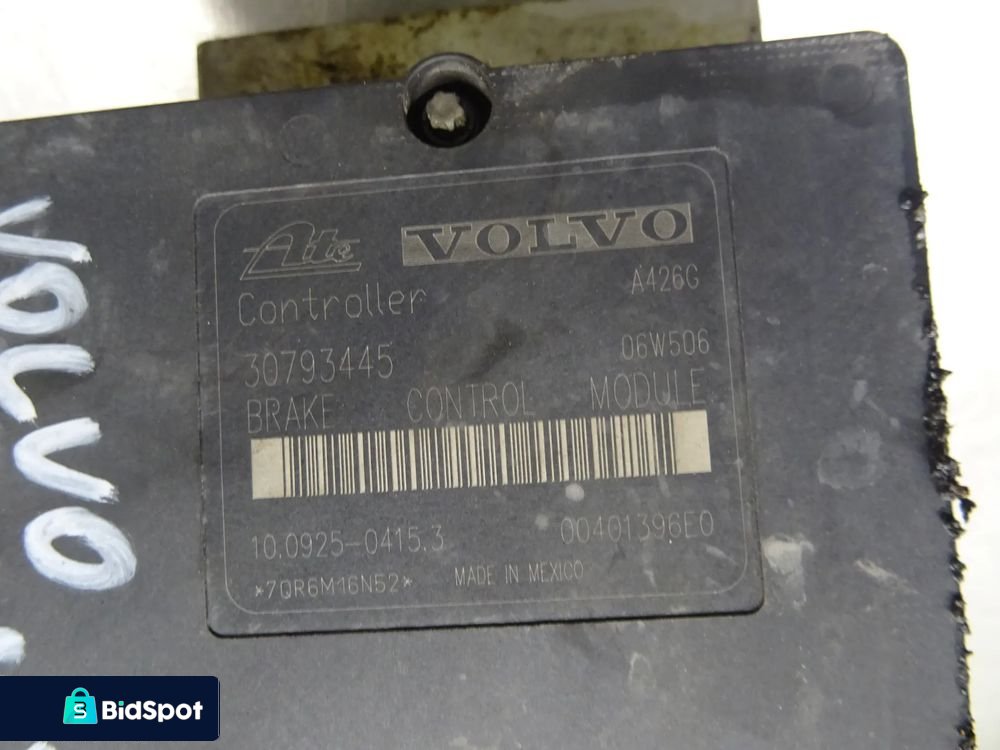 Ate VOLVO
Controller A426G
30793445 06W506
BRAKE CONTROL MODULE
10.0925-0415.3 00401396E0
*7QR6M16N52* MADE IN MEXICO
VOLVO
BidSpot